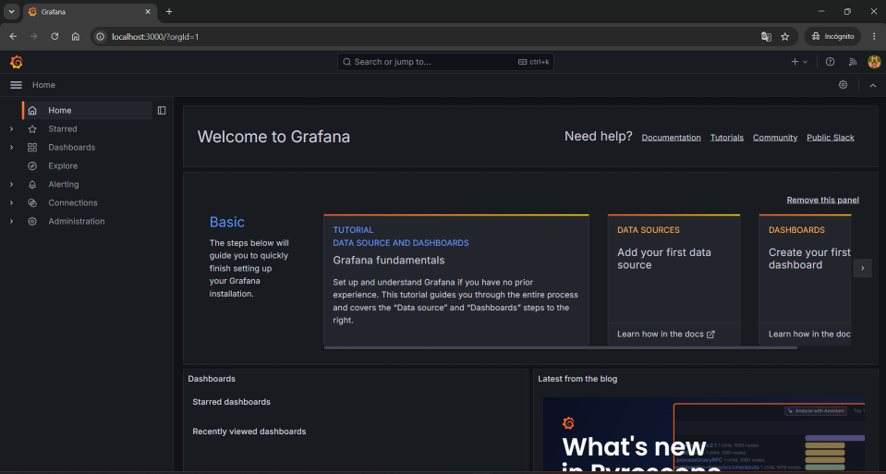 Grafana
localhost:3000/?orgId=1
Incógnito
Search or jump to...
ctrl+k
Home
Home
Starred
Dashboards
Explore
Alerting
Connections
Administration
Welcome to Grafana
Need help?
Documentation
Tutorials
Community
Public Slack
Remove this panel
Basic
The steps below will
guide you to quickly
finish setting up
your Grafana
installation.
TUTORIAL
DATA SOURCE AND DASHBOARDS
Grafana fundamentals
Set up and understand Grafana if you have no prior
experience. This tutorial guides you through the entire process
and covers the "Data source" and "Dashboards" steps to the
right.
DATA SOURCES
Add your first data
source
Learn how in the docs
DASHBOARDS
Create your first
dashboard
Learn how in the doc
Dashboards
Starred dashboards
Recently viewed dashboards
Latest from the blog
Analyze with Assistant
What's new
in Pyroscope